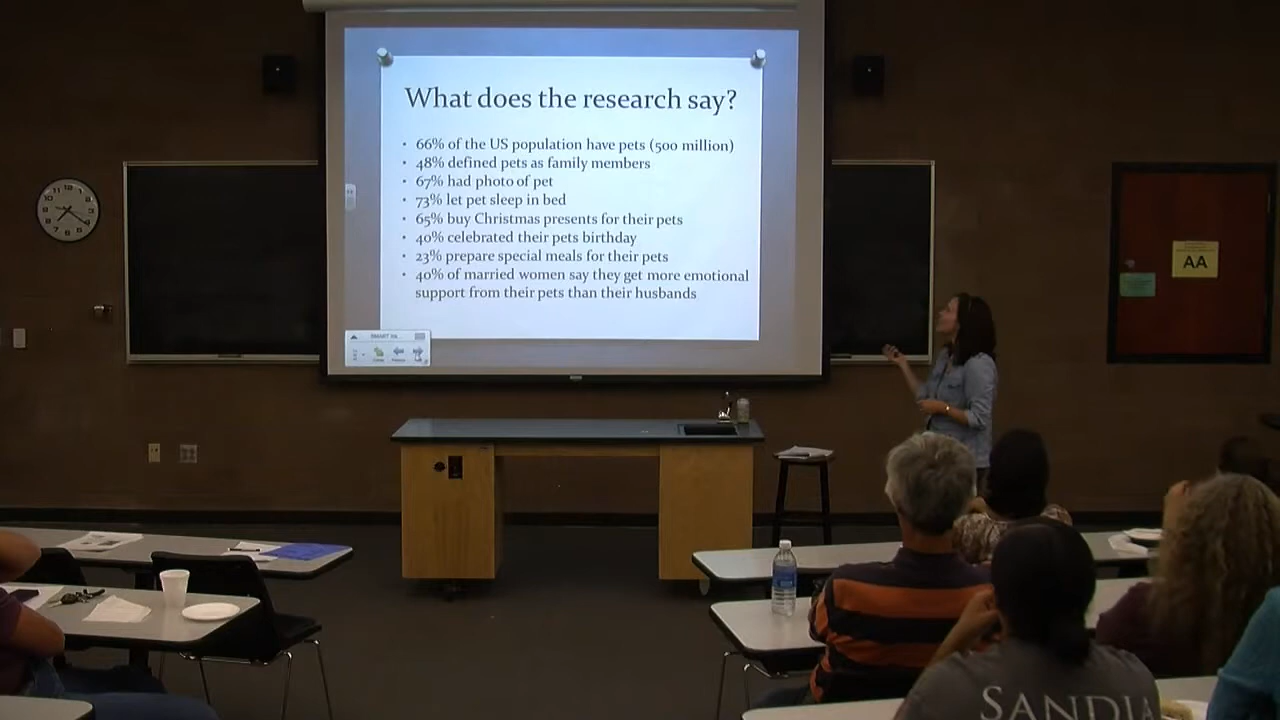 What does the research say?
• 66% of the US population have pets (500 million)
• 48% defined pets as family members
• 67% had photo of pet
• 73% let pet sleep in bed
• 65% buy Christmas presents for their pets
• 40% celebrated their pets birthday
• 23% prepare special meals for their pets
• 40% of married women say they get more emotional
support from their pets than their husbands
AA
SANDIA